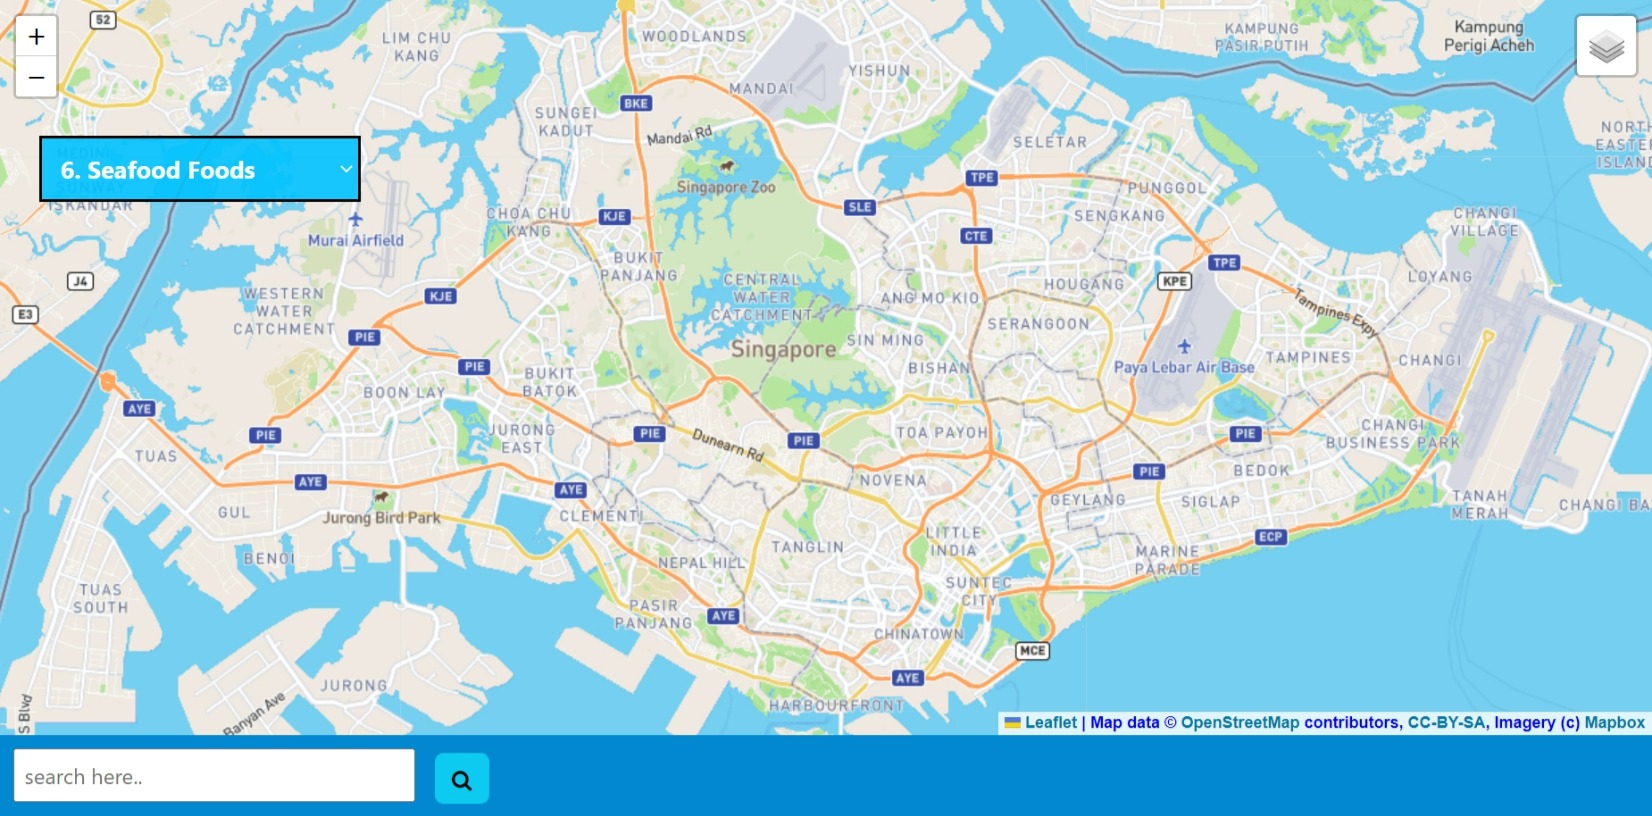 52
+
−
LIM CHU
KANG
WOODLANDS
KAMPUNG
PASIR PUTIH
Kampung
Perigi Acheh
YISHUN
MANDAI
BKE
SUNGEI
KADUT
Mandai Rd
SELETAR
NORTH
EASTE
ISLAN
MEDINI
6. Seafood Foods
SUNWAY
ISKANDAR
Singapore Zoo
TPE
PUNGGOL
SLE
CHOA CHU
KANG
KJE
SENGKANG
CHANGI
VILLAGE
Murai Airfield
CTE
BUKIT
PANJANG
TPE
J4
KPE
LOYANG
CENTRAL
WATER
CATCHMENT
HOUGANG
ANG MO KIO
WESTERN
WATER
CATCHMENT
KJE
E3
Tampines Expy
SERANGOON
PIE
SIN MING
Singapore
TAMPINES
CHANGI
PIE
Paya Lebar Air Base
BISHAN
BUKIT
BATOK
BOON LAY
AYE
PIE
JURONG
EAST
PIE
Dunearn Rd
PIE
TOA PAYOH
PIE
CHANGI
BUSINESS PARK
TUAS
PIE
BEDOK
AYE
AYE
NOVENA
GEYLANG
SIGLAP
TANAH
MERAH
CHANGI BA
GUL
Jurong Bird Park
CLEMENTI
LITTLE
INDIA
ECP
BENOI
TANGLIN
NEPAL HILL
MARINE
PARADE
TUAS
SOUTH
SUNTEC
CITY
PASIR
PANJANG
AYE
CHINATOWN
MCE
JURONG
AYE
S Blvd
Banyan Ave
HARBOURFRONT
Leaflet | Map data © OpenStreetMap contributors, CC-BY-SA, Imagery (c) Mapbox
search here..